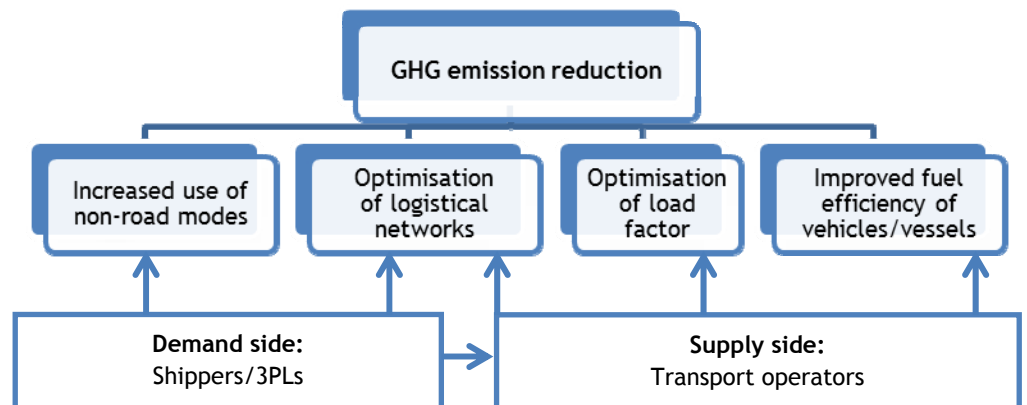 GHG emission reduction
Increased use of
non-road modes
Optimisation
of logistical
networks
Optimisation
of load
factor
Improved fuel
efficiency of
vehicles/vessels
Demand side:
Shippers/3PLs
Supply side:
Transport operators